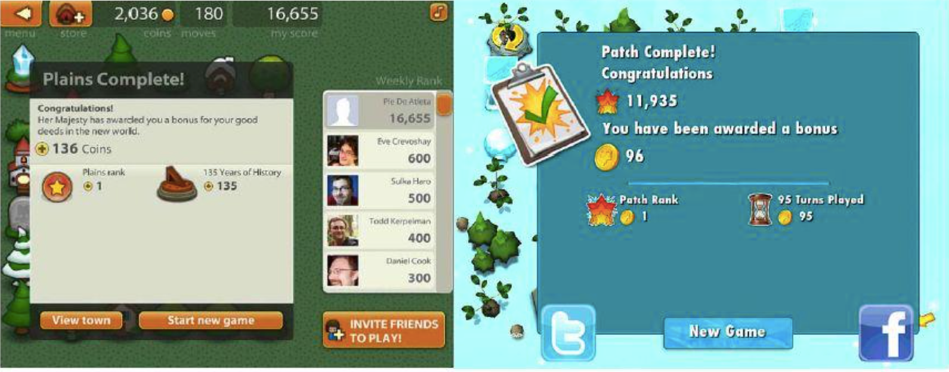 2,036 180 16,655
menu store coins moves my score
Plains Complete!
Congratulations!
Her Majesty has awarded you a bonus for your good
deeds in the new world.
136 Coins
Plains rank
1
135 Years of History
135
View town
Start new game
Weekly Rank
Pie De Atleta
16,655
Eve Crevoshay
600
Sulka Haro
500
Todd Kerpelman
400
Daniel Cook
300
INVITE FRIENDS
TO PLAY!
Patch Complete!
Congratulations
11,935
You have been awarded a bonus
96
Patch Rank
1
95 Turns Played
95
New Game